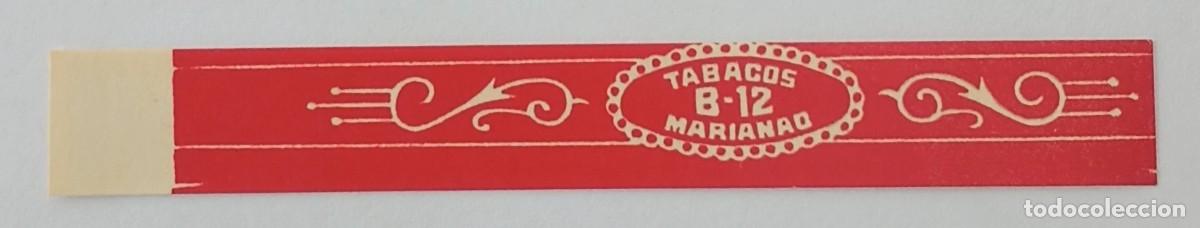 TABACOS
B-12
MARIANAO
todocoleccion